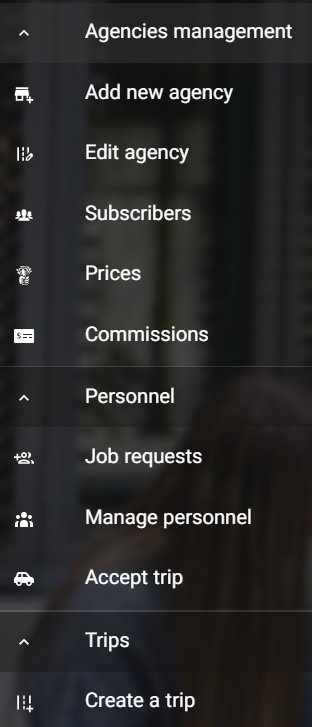 Agencies management
Add new agency
Edit agency
Subscribers
Prices
Commissions
Personnel
Job requests
Manage personnel
Accept trip
Trips
Create a trip